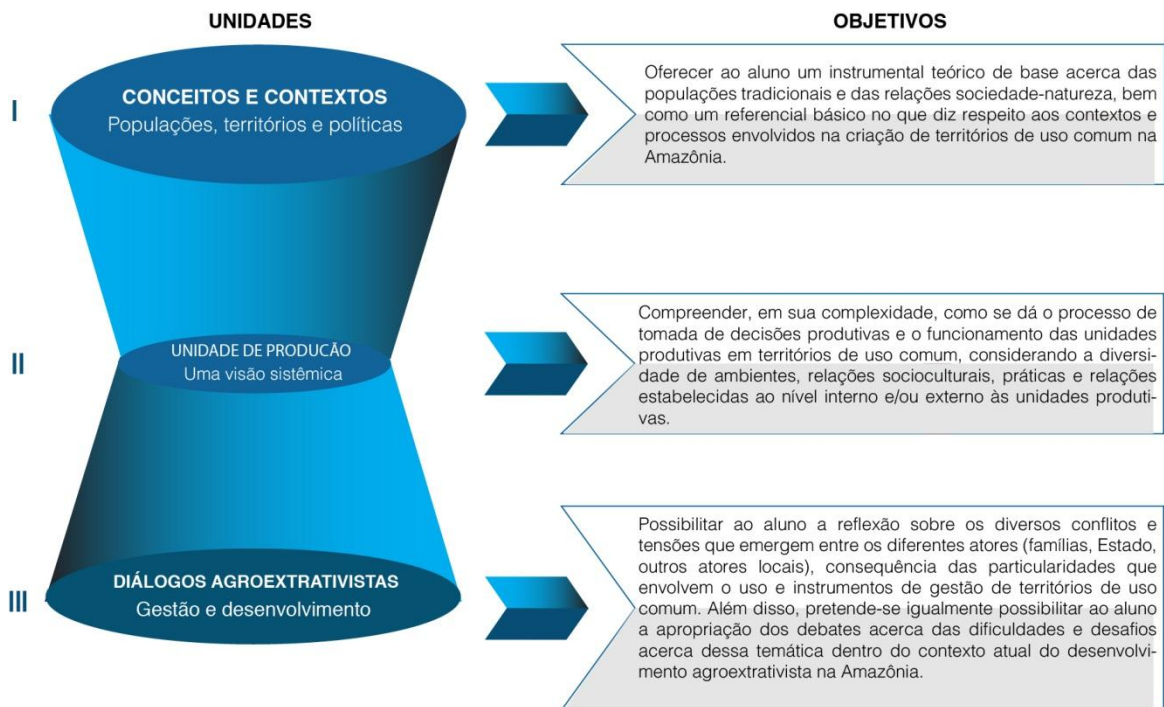 UNIDADES
OBJETIVOS
I
CONCEITOS E CONTEXTOS
Populações, territórios e políticas
Oferecer ao aluno um instrumental teórico de base acerca das
populações tradicionais e das relações sociedade-natureza, bem
como um referencial básico no que diz respeito aos contextos e
processos envolvidos na criação de territórios de uso comum na
Amazônia.
II
UNIDADE DE PRODUCÃO
Uma visão sistêmica
Compreender, em sua complexidade, como se dá o processo de
tomada de decisões produtivas e o funcionamento das unidades
produtivas em territórios de uso comum, considerando a diversi-
dade de ambientes, relações socioculturais, práticas e relações
estabelecidas ao nível interno e/ou externo às unidades produti-
vas.
III
DIÁLOGOS AGROEXTRATIVISTAS
Gestão e desenvolvimento
Possibilitar ao aluno a reflexão sobre os diversos conflitos e
tensões que emergem entre os diferentes atores (famílias, Estado,
outros atores locais), consequência das particularidades que
envolvem o uso e instrumentos de gestão de territórios de uso
comum. Além disso, pretende-se igualmente possibilitar ao aluno
a apropriação dos debates acerca das dificuldades e desafios
acerca dessa temática dentro do contexto atual do desenvolvi-
mento agroextrativista na Amazônia.